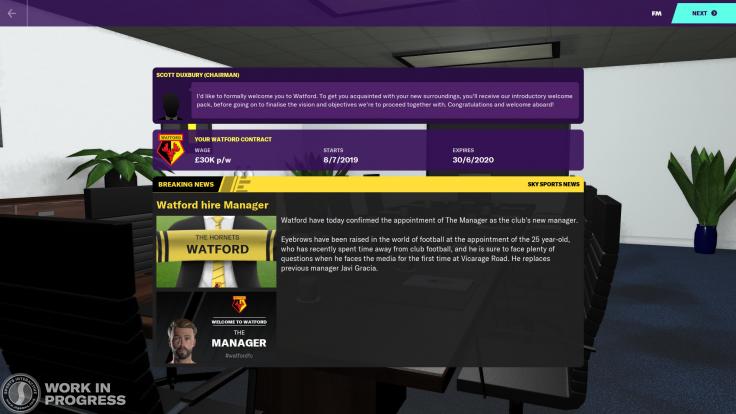 FM
NEXT
SCOTT DUXBURY (CHAIRMAN)
I'd like to formally welcome you to Watford. To get you acquainted with your new surroundings, you'll receive our introductory welcome
pack, before going on to finalise the vision and objectives we're to proceed together with. Congratulations and welcome aboard!
WATFORD
YOUR WATFORD CONTRACT
WAGE
STARTS
EXPIRES
£30K p/w
8/7/2019
30/6/2020
BREAKING NEWS
SKY SPORTS NEWS
Watford hire Manager
THE HORNETS
WATFORD
WELCOME TO WATFORD
THE
MANAGER
#watfordfc
Watford have today confirmed the appointment of The Manager as the club's new manager.
Eyebrows have been raised in the world of football at the appointment of the 25 year-old,
who has recently spent time away from club football, and he is sure to face plenty of
questions when he faces the media for the first time at Vicarage Road. He replaces
previous manager Javi Gracia.
WORK IN
PROGRESS